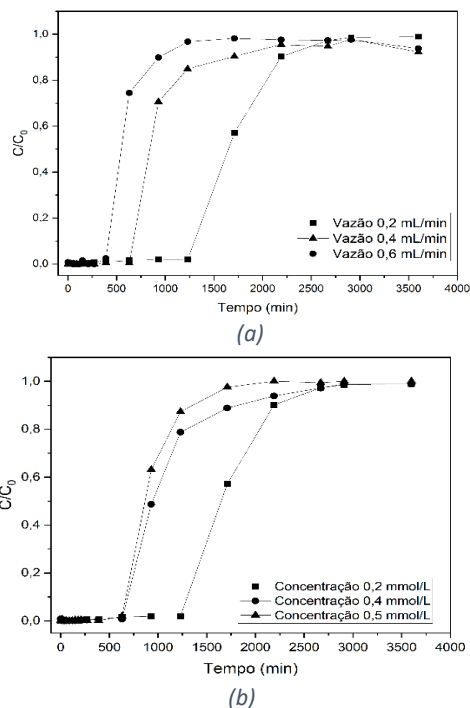 1,0
0,8
0,6
0,4
0,2
0,0
C/C0
Vazão 0,2 mL/min
Vazão 0,4 mL/min
Vazão 0,6 mL/min
0 500 1000 1500 2000 2500 3000 3500 4000
Tempo (min)
(a)
1,0
0,8
0,6
0,4
0,2
0,0
C/C0
Concentração 0,2 mmol/L
Concentração 0,4 mmol/L
Concentração 0,5 mmol/L
0 500 1000 1500 2000 2500 3000 3500 4000
Tempo (min)
(b)